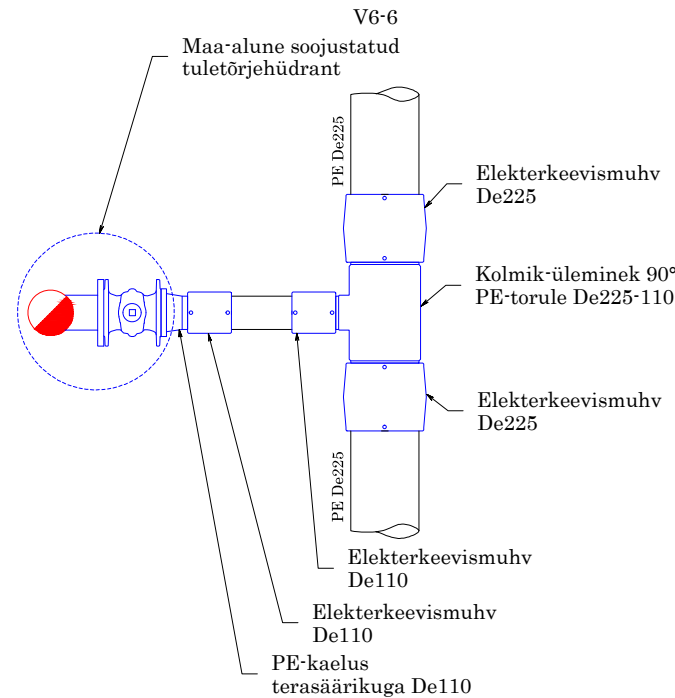 V6-6
Maa-alune soojustatud
tuletõrjehüdrant
PE De225
Elekterkeevismuhv
De225
Kolmik-üleminek 90°
PE-torule De225-110
Elekterkeevismuhv
De225
PE De225
Elekterkeevismuhv
De110
Elekterkeevismuhv
De110
PE-kaelus
terasäärikuga De110